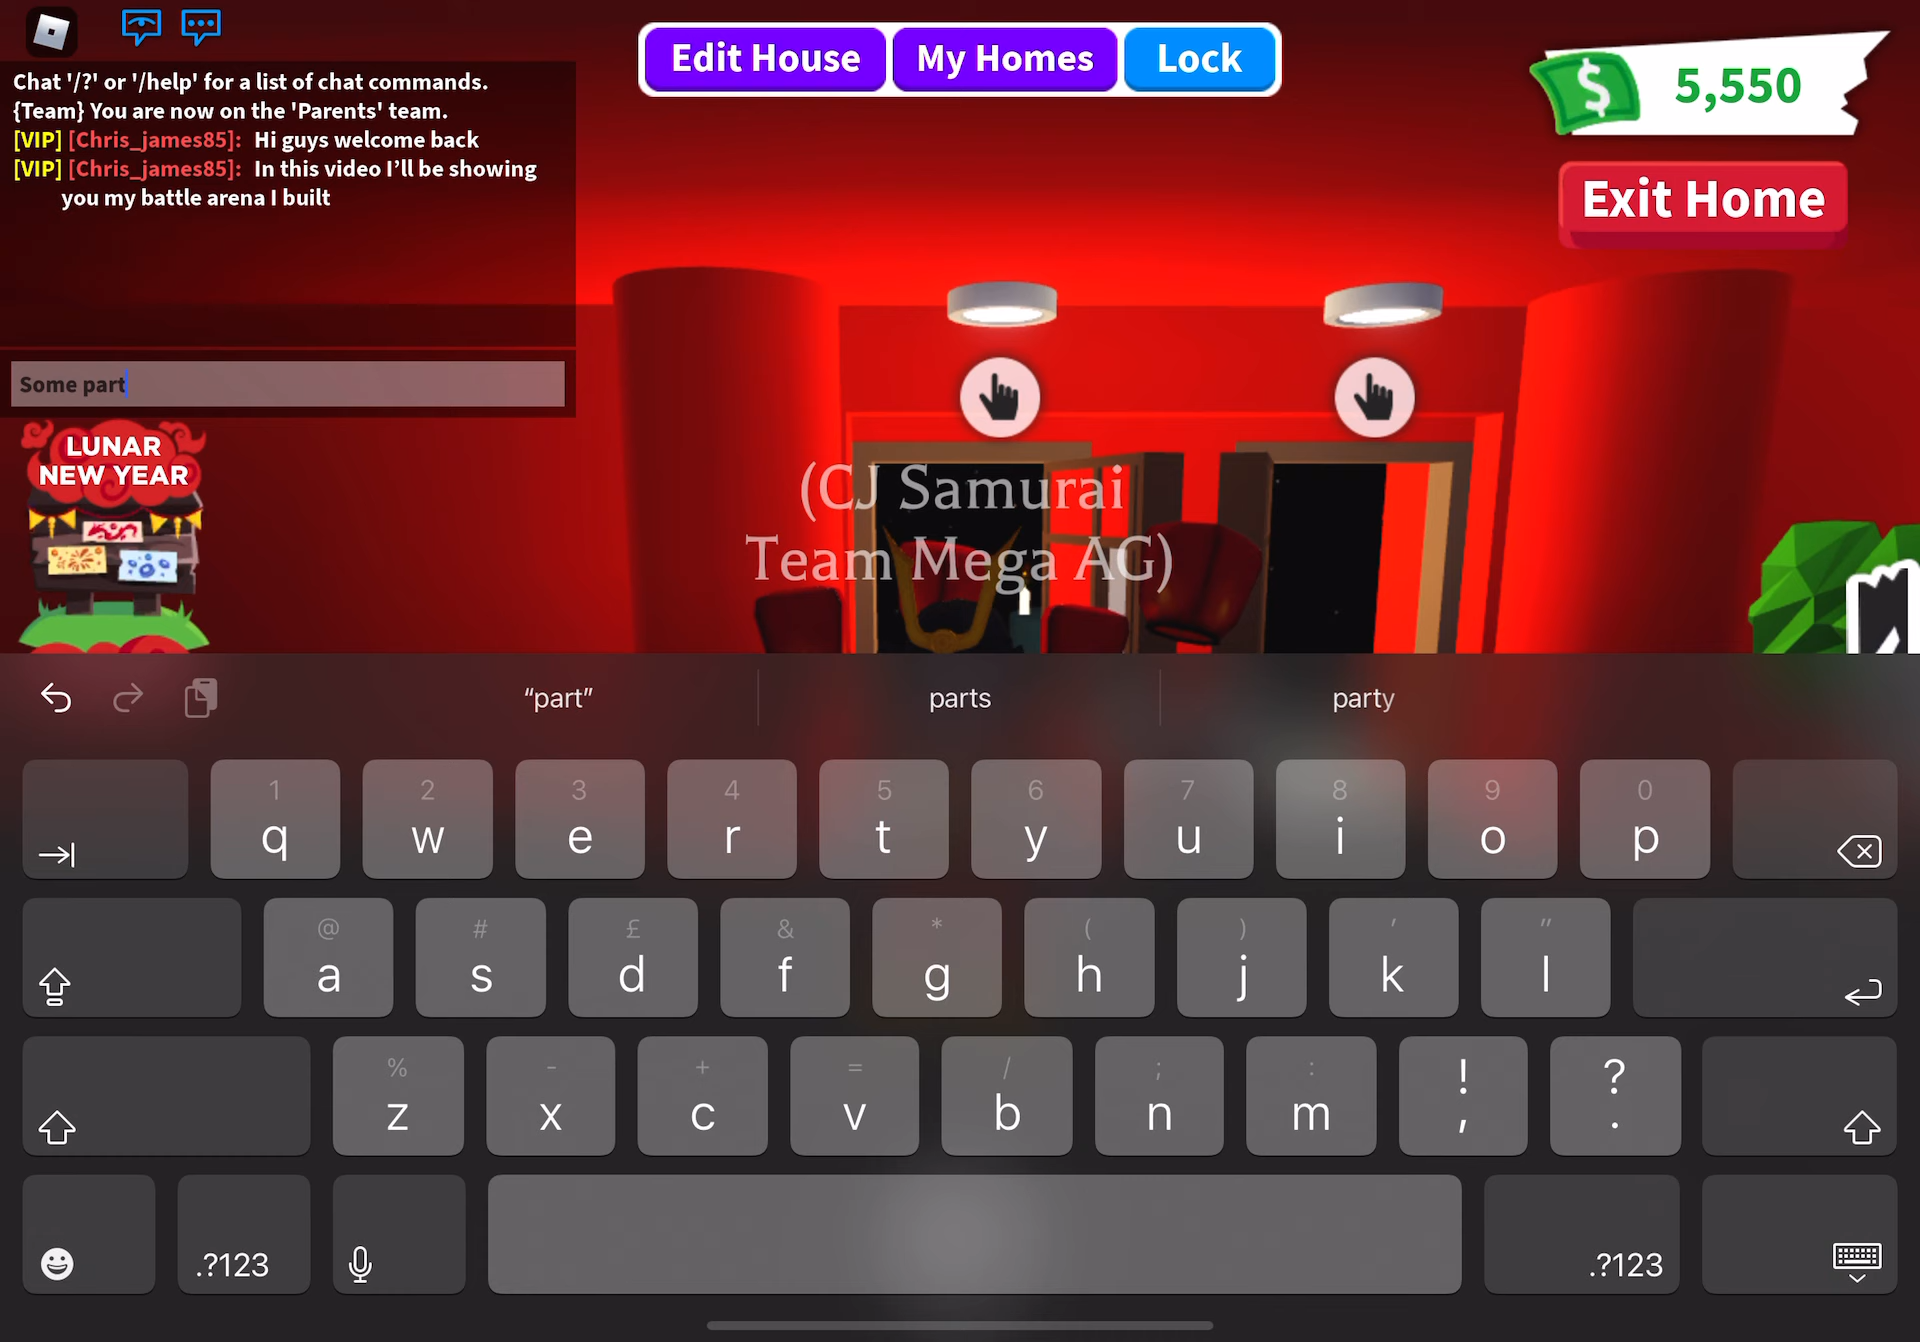 Edit House
My Homes
Lock
5,550
Exit Home
Chat '/?' or '/help' for a list of chat commands.
{Team} You are now on the 'Parents' team.
[VIP] [Chris_james85]: Hi guys welcome back
[VIP] [Chris_james85]: In this video I’ll be showing
you my battle arena I built
Some part
LUNAR
NEW YEAR
(CJ Samurai
Team Mega AG)
“part” parts party
1 2 3 4 5 6 7 8 9 0
q w e r t y u i o p
@ # £ & * ( ) ' "
a s d f g h j k l
% - + = / ; : ! ?
z x c v b n m , .
.?123 .?123